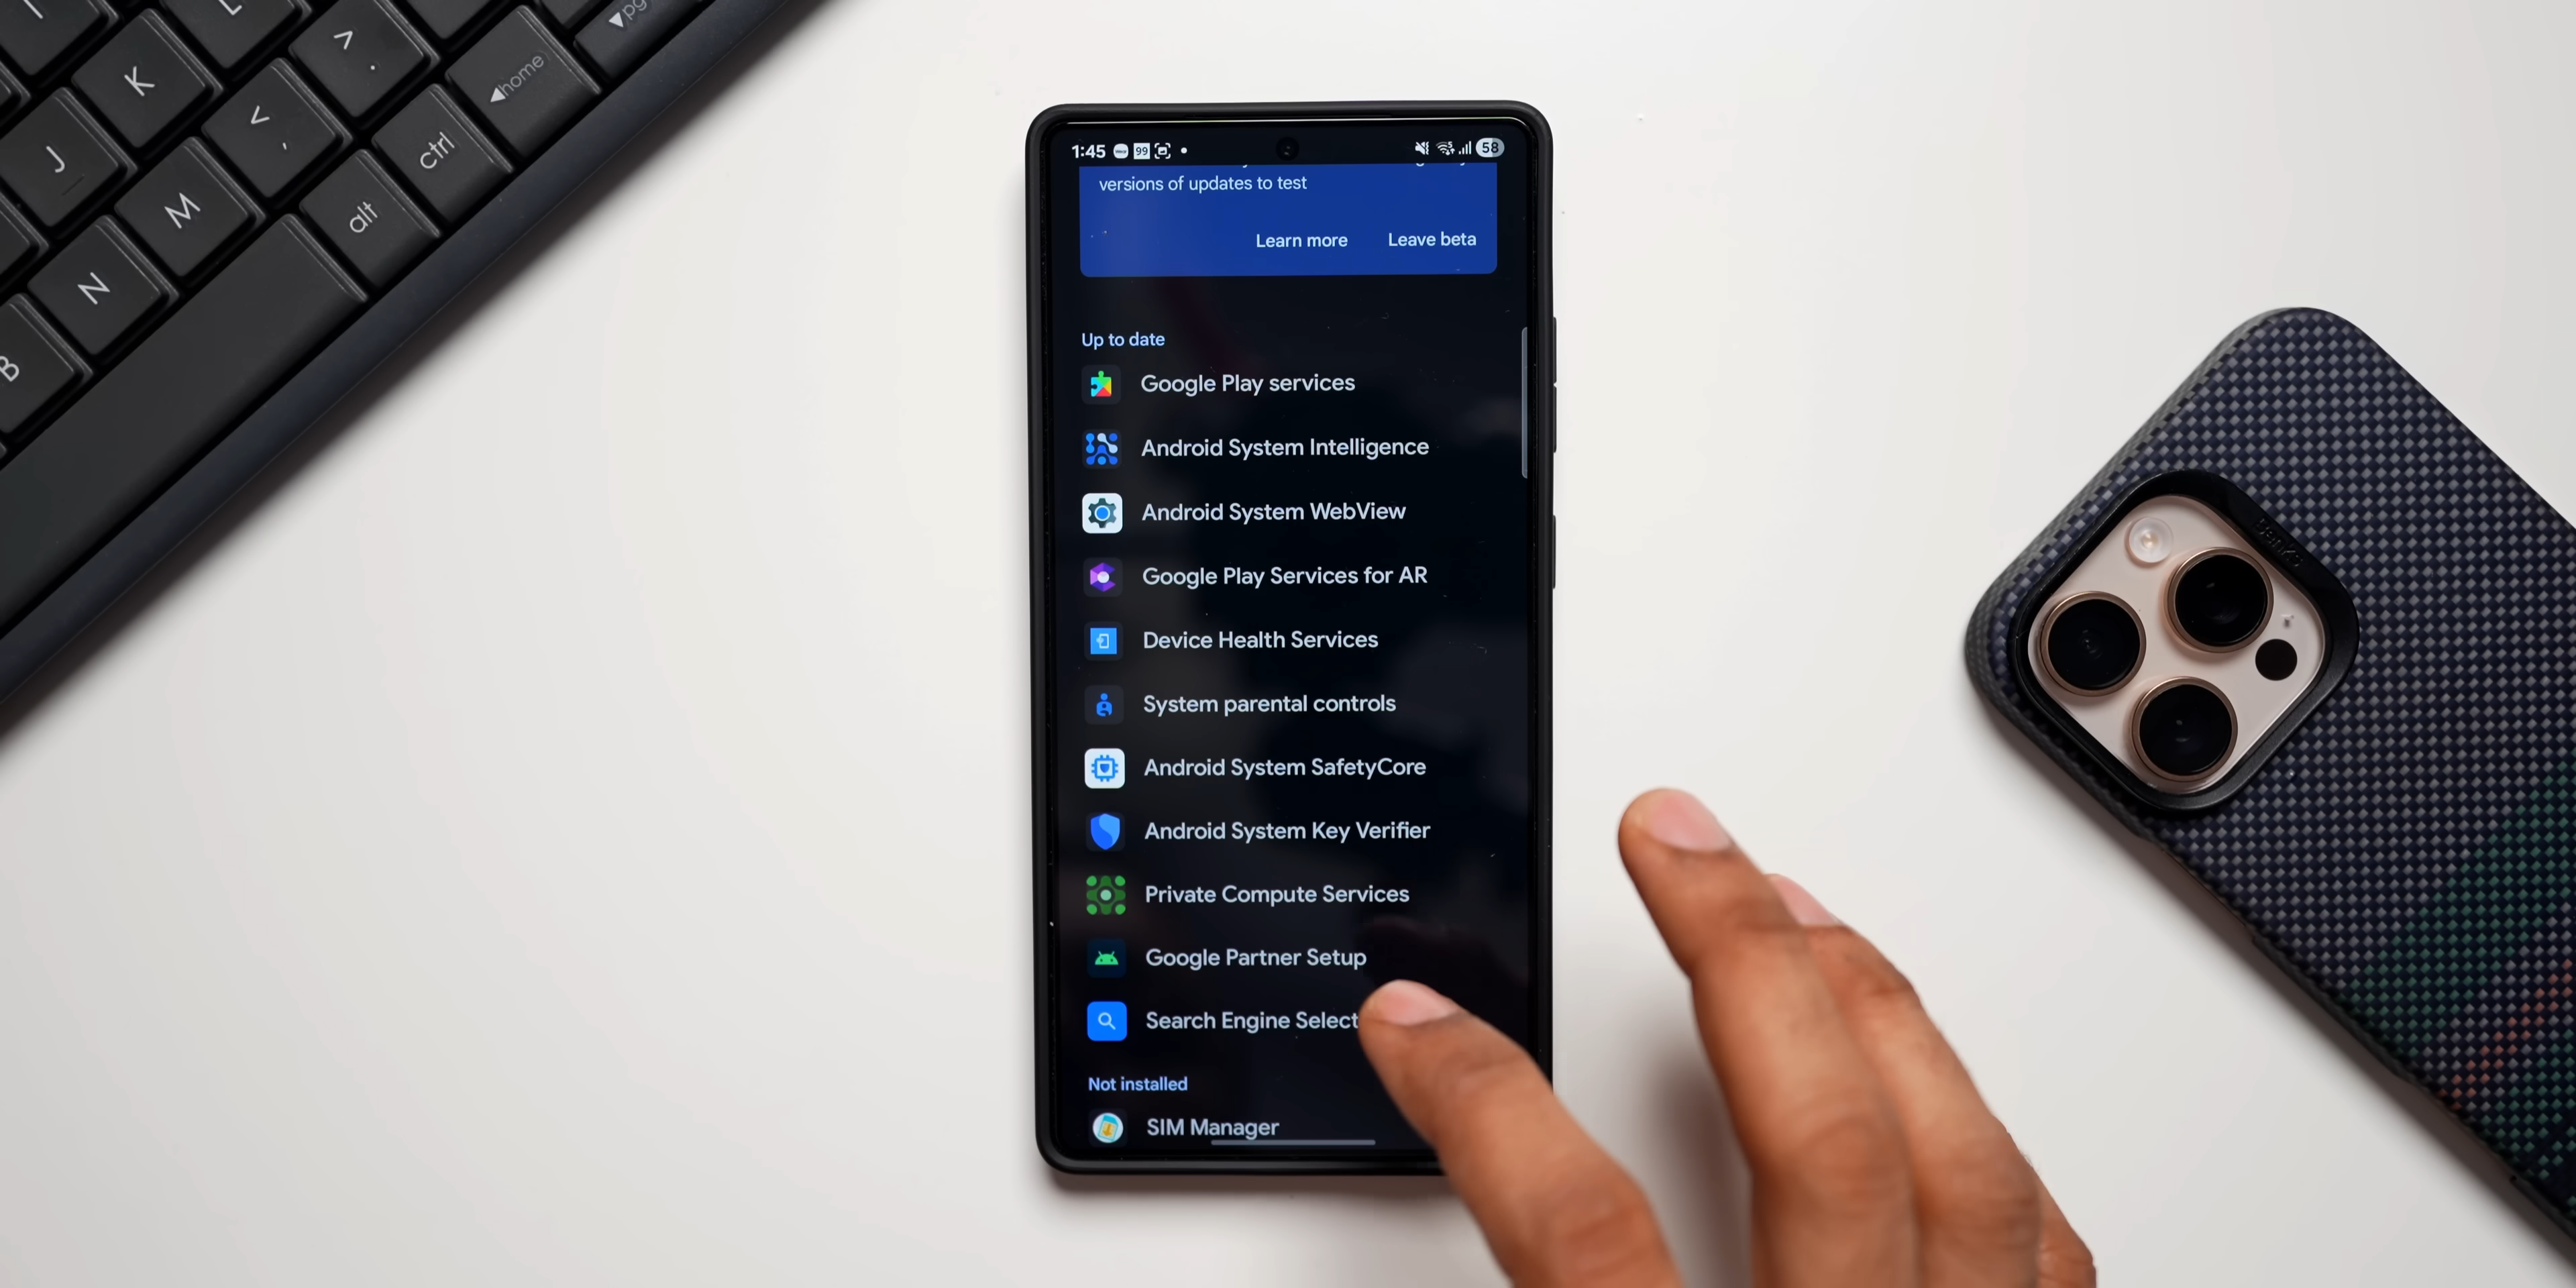 L
K
>
.
▲home
▼pg
J
<
,
ctrl
M
alt
N
B
1:45
99
58
versions of updates to test
Learn more
Leave beta
Up to date
Google Play services
Android System Intelligence
Android System WebView
Google Play Services for AR
Device Health Services
System parental controls
Android System SafetyCore
Android System Key Verifier
Private Compute Services
Google Partner Setup
Search Engine Select
Not installed
SIM Manager